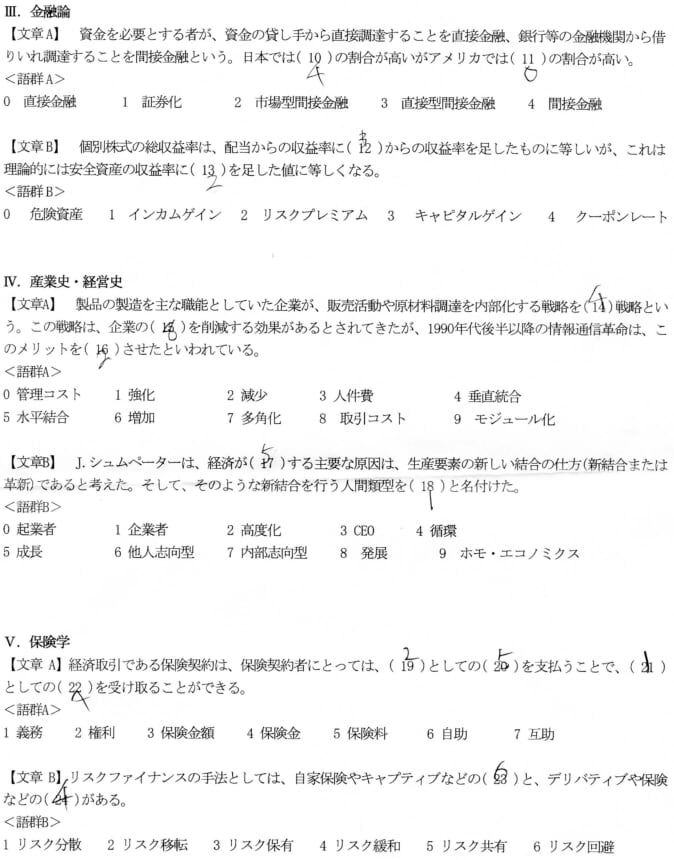 Ⅲ．金融論
【文章A】　資金を必要とする者が、資金の貸し手から直接調達することを直接金融、銀行等の金融機関から借
りいれ調達することを間接金融という。日本では( 10 )の割合が高いがアメリカでは( 11 )の割合が高い。
4　0
＜語群A＞
0　直接金融　　1　証券化　　2　市場型間接金融　　3　直接型間接金融　　4　間接金融
3
【文章B】　個別株式の総収益率は、配当からの収益率に( 12 )からの収益率を足したものに等しいが、これは
理論的には安全資産の収益率に( 13 )を足した値に等しくなる。
2
＜語群B＞
0　危険資産　　1　インカムゲイン　　2　リスクプレミアム　　3　キャピタルゲイン　　4　クーポンレート
Ⅳ．産業史・経営史
4
【文章A】　製品の製造を主な職能としていた企業が、販売活動や原材料調達を内部化する戦略を( 14 )戦略とい
う。この戦略は、企業の( 15 )を削減する効果があるとされてきたが、1990年代後半以降の情報通信革命は、こ
8
のメリットを( 16 )させたといわれている。
2
＜語群A＞
0 管理コスト　　1 強化　　2 減少　　3 人件費　　4 垂直統合
5 水平結合　　6 増加　　7 多角化　　8　取引コスト　　9　モジュール化
5
【文章B】　J. シュムペーターは、経済が( 17 )する主要な原因は、生産要素の新しい結合の仕方(新結合または
革新)であると考えた。そして、そのような新結合を行う人間類型を( 18 )と名付けた。
1
＜語群B＞
0 起業者　　1 企業者　　2 高度化　　3 CEO　　4 循環
5 成長　　6 他人志向型　　7 内部志向型　　8　発展　　9　ホモ・エコノミクス
Ⅴ．保険学
2　5　1
【文章 A】経済取引である保険契約は、保険契約者にとっては、( 19 )としての( 20 )を支払うことで、( 21 )
としての( 22 )を受け取ることができる。
4
＜語群A＞
1 義務　　2 権利　　3 保険金額　　4 保険金　　5 保険料　　6 自助　　7 互助
6
【文章 B】リスクファイナンスの手法としては、自家保険やキャプティブなどの( 23 )と、デリバティブや保険
4
などの( 24 )がある。
＜語群B＞
1 リスク分散　　2 リスク移転　　3 リスク保有　　4 リスク緩和　　5 リスク共有　　6 リスク回避